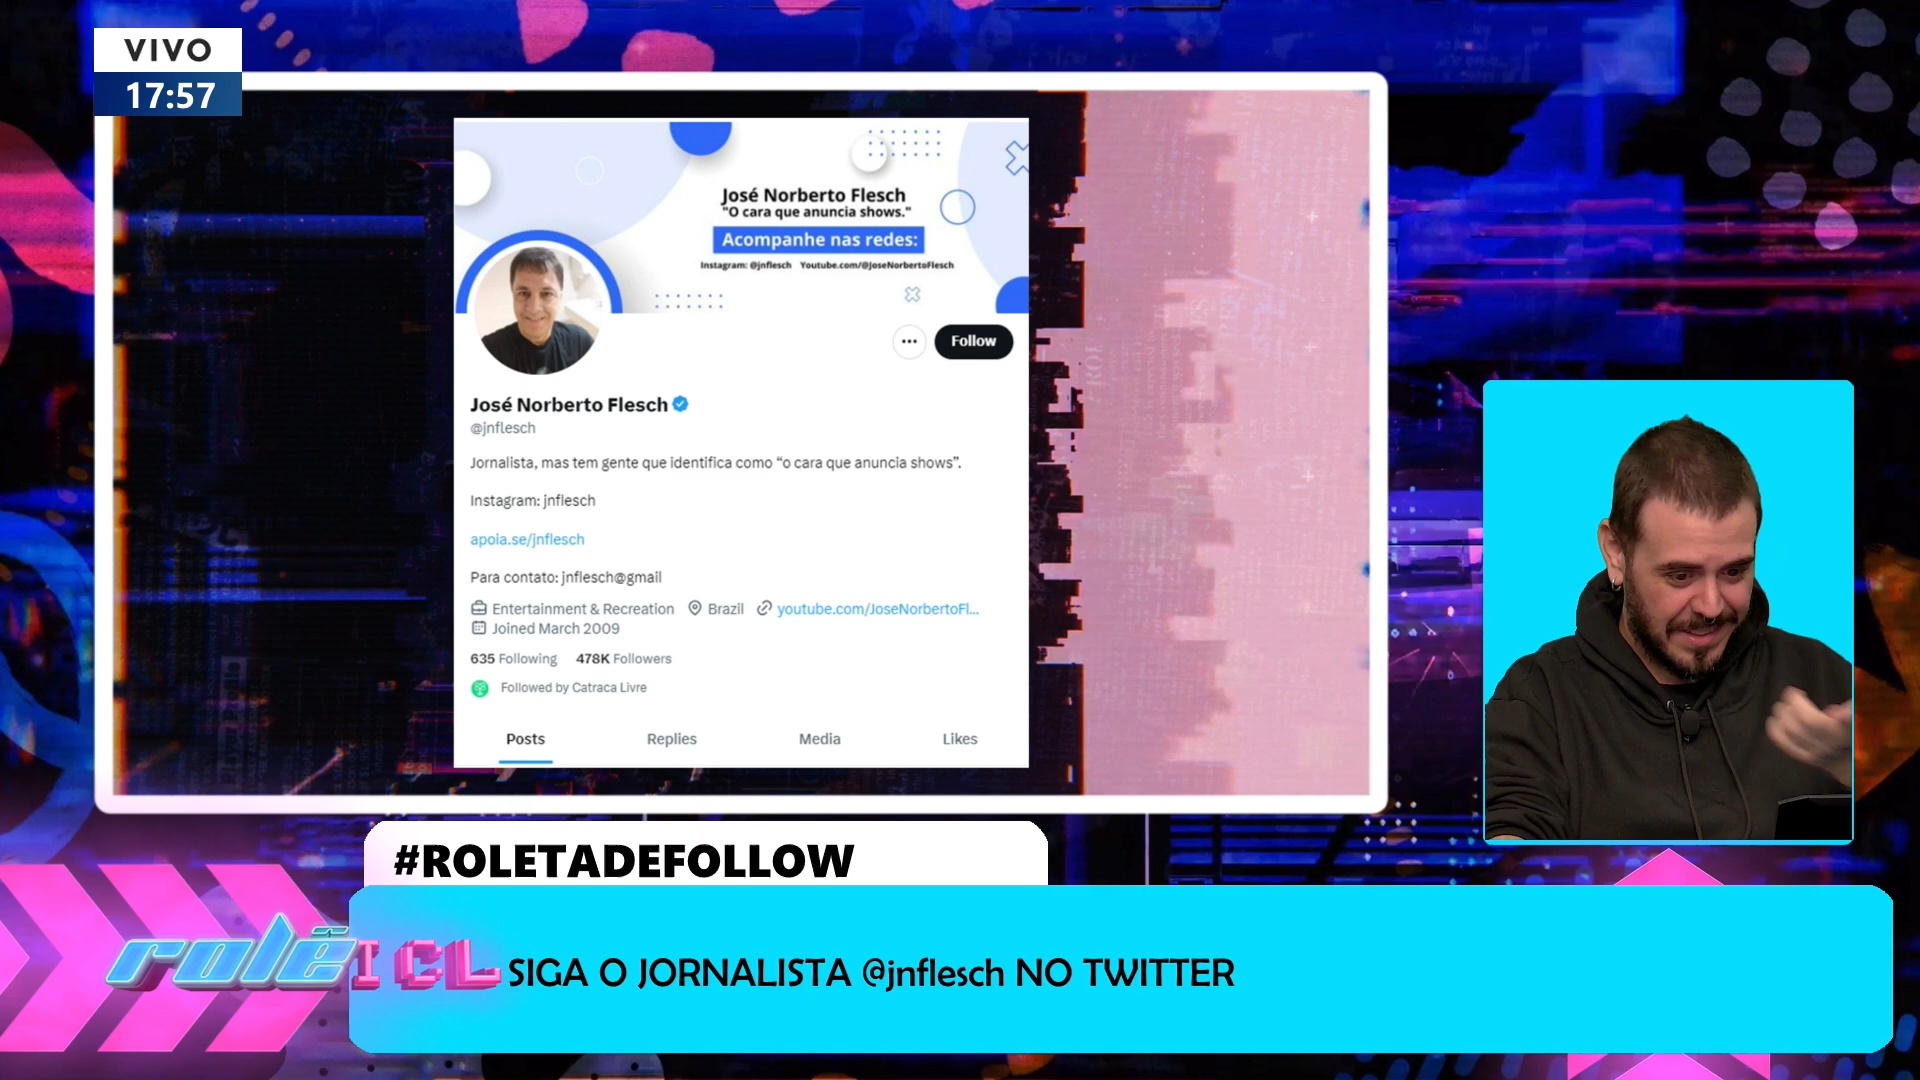 VIVO
17:57
José Norberto Flesch
"O cara que anuncia shows."
Acompanhe nas redes:
Instagram: @jnflesch Youtube.com/@JoseNorbertoFlesch
Follow
José Norberto Flesch
@jnflesch
Jornalista, mas tem gente que identifica como “o cara que anuncia shows”.
Instagram: jnflesch
apoia.se/jnflesch
Para contato: jnflesch@gmail
Entertainment & Recreation Brazil youtube.com/JoseNorbertoFl...
Joined March 2009
635 Following 478K Followers
Followed by Catraca Livre
Posts Replies Media Likes
#ROLETADEFOLLOW
rolê ICL
SIGA O JORNALISTA @jnflesch NO TWITTER